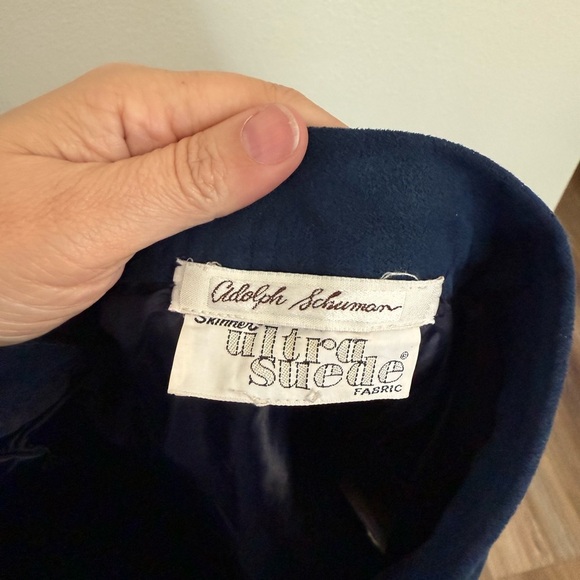 Adolph Schuman
Skinner
ultra
suede®
FABRIC